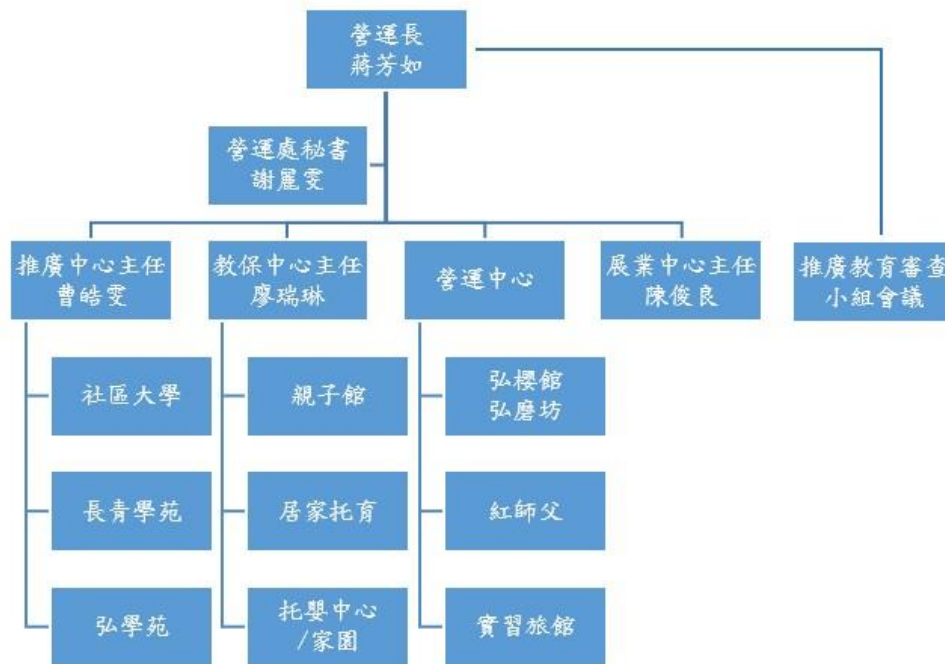 營運長
蔣芳如
營運處秘書
謝麗雯
推廣中心主任
曹皓雯
教保中心主任
廖瑞琳
營運中心
展業中心主任
陳俊良
推廣教育審查
小組會議
社區大學
親子館
弘櫻館
弘磨坊
長青學苑
居家托育
紅師父
弘學苑
托嬰中心
/家園
實習旅館